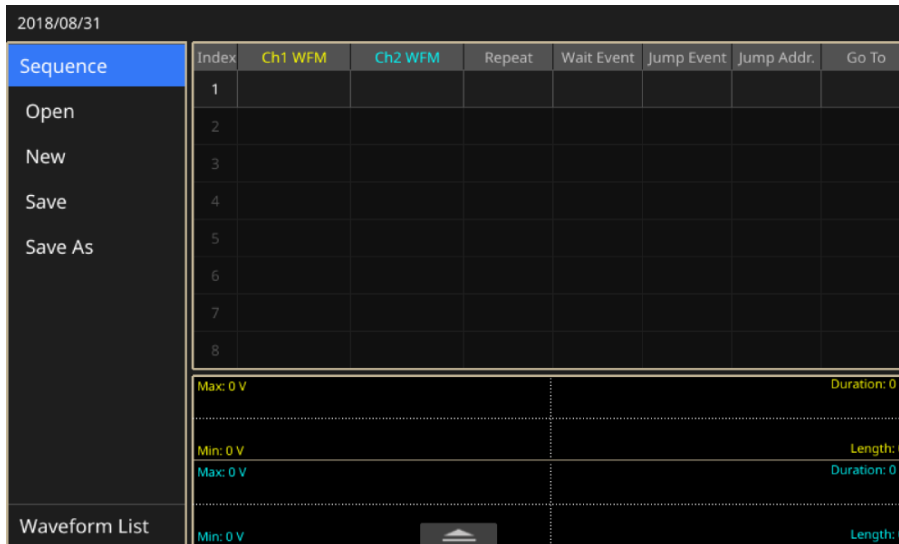 2018/08/31
Sequence
Open
New
Save
Save As
Waveform List
Index Ch1 WFM Ch2 WFM Repeat Wait Event Jump Event Jump Addr. Go To
1
2
3
4
5
6
7
8
Max: 0 V Duration: 0
Min: 0 V Length:
Max: 0 V Duration: 0
Min: 0 V Length: